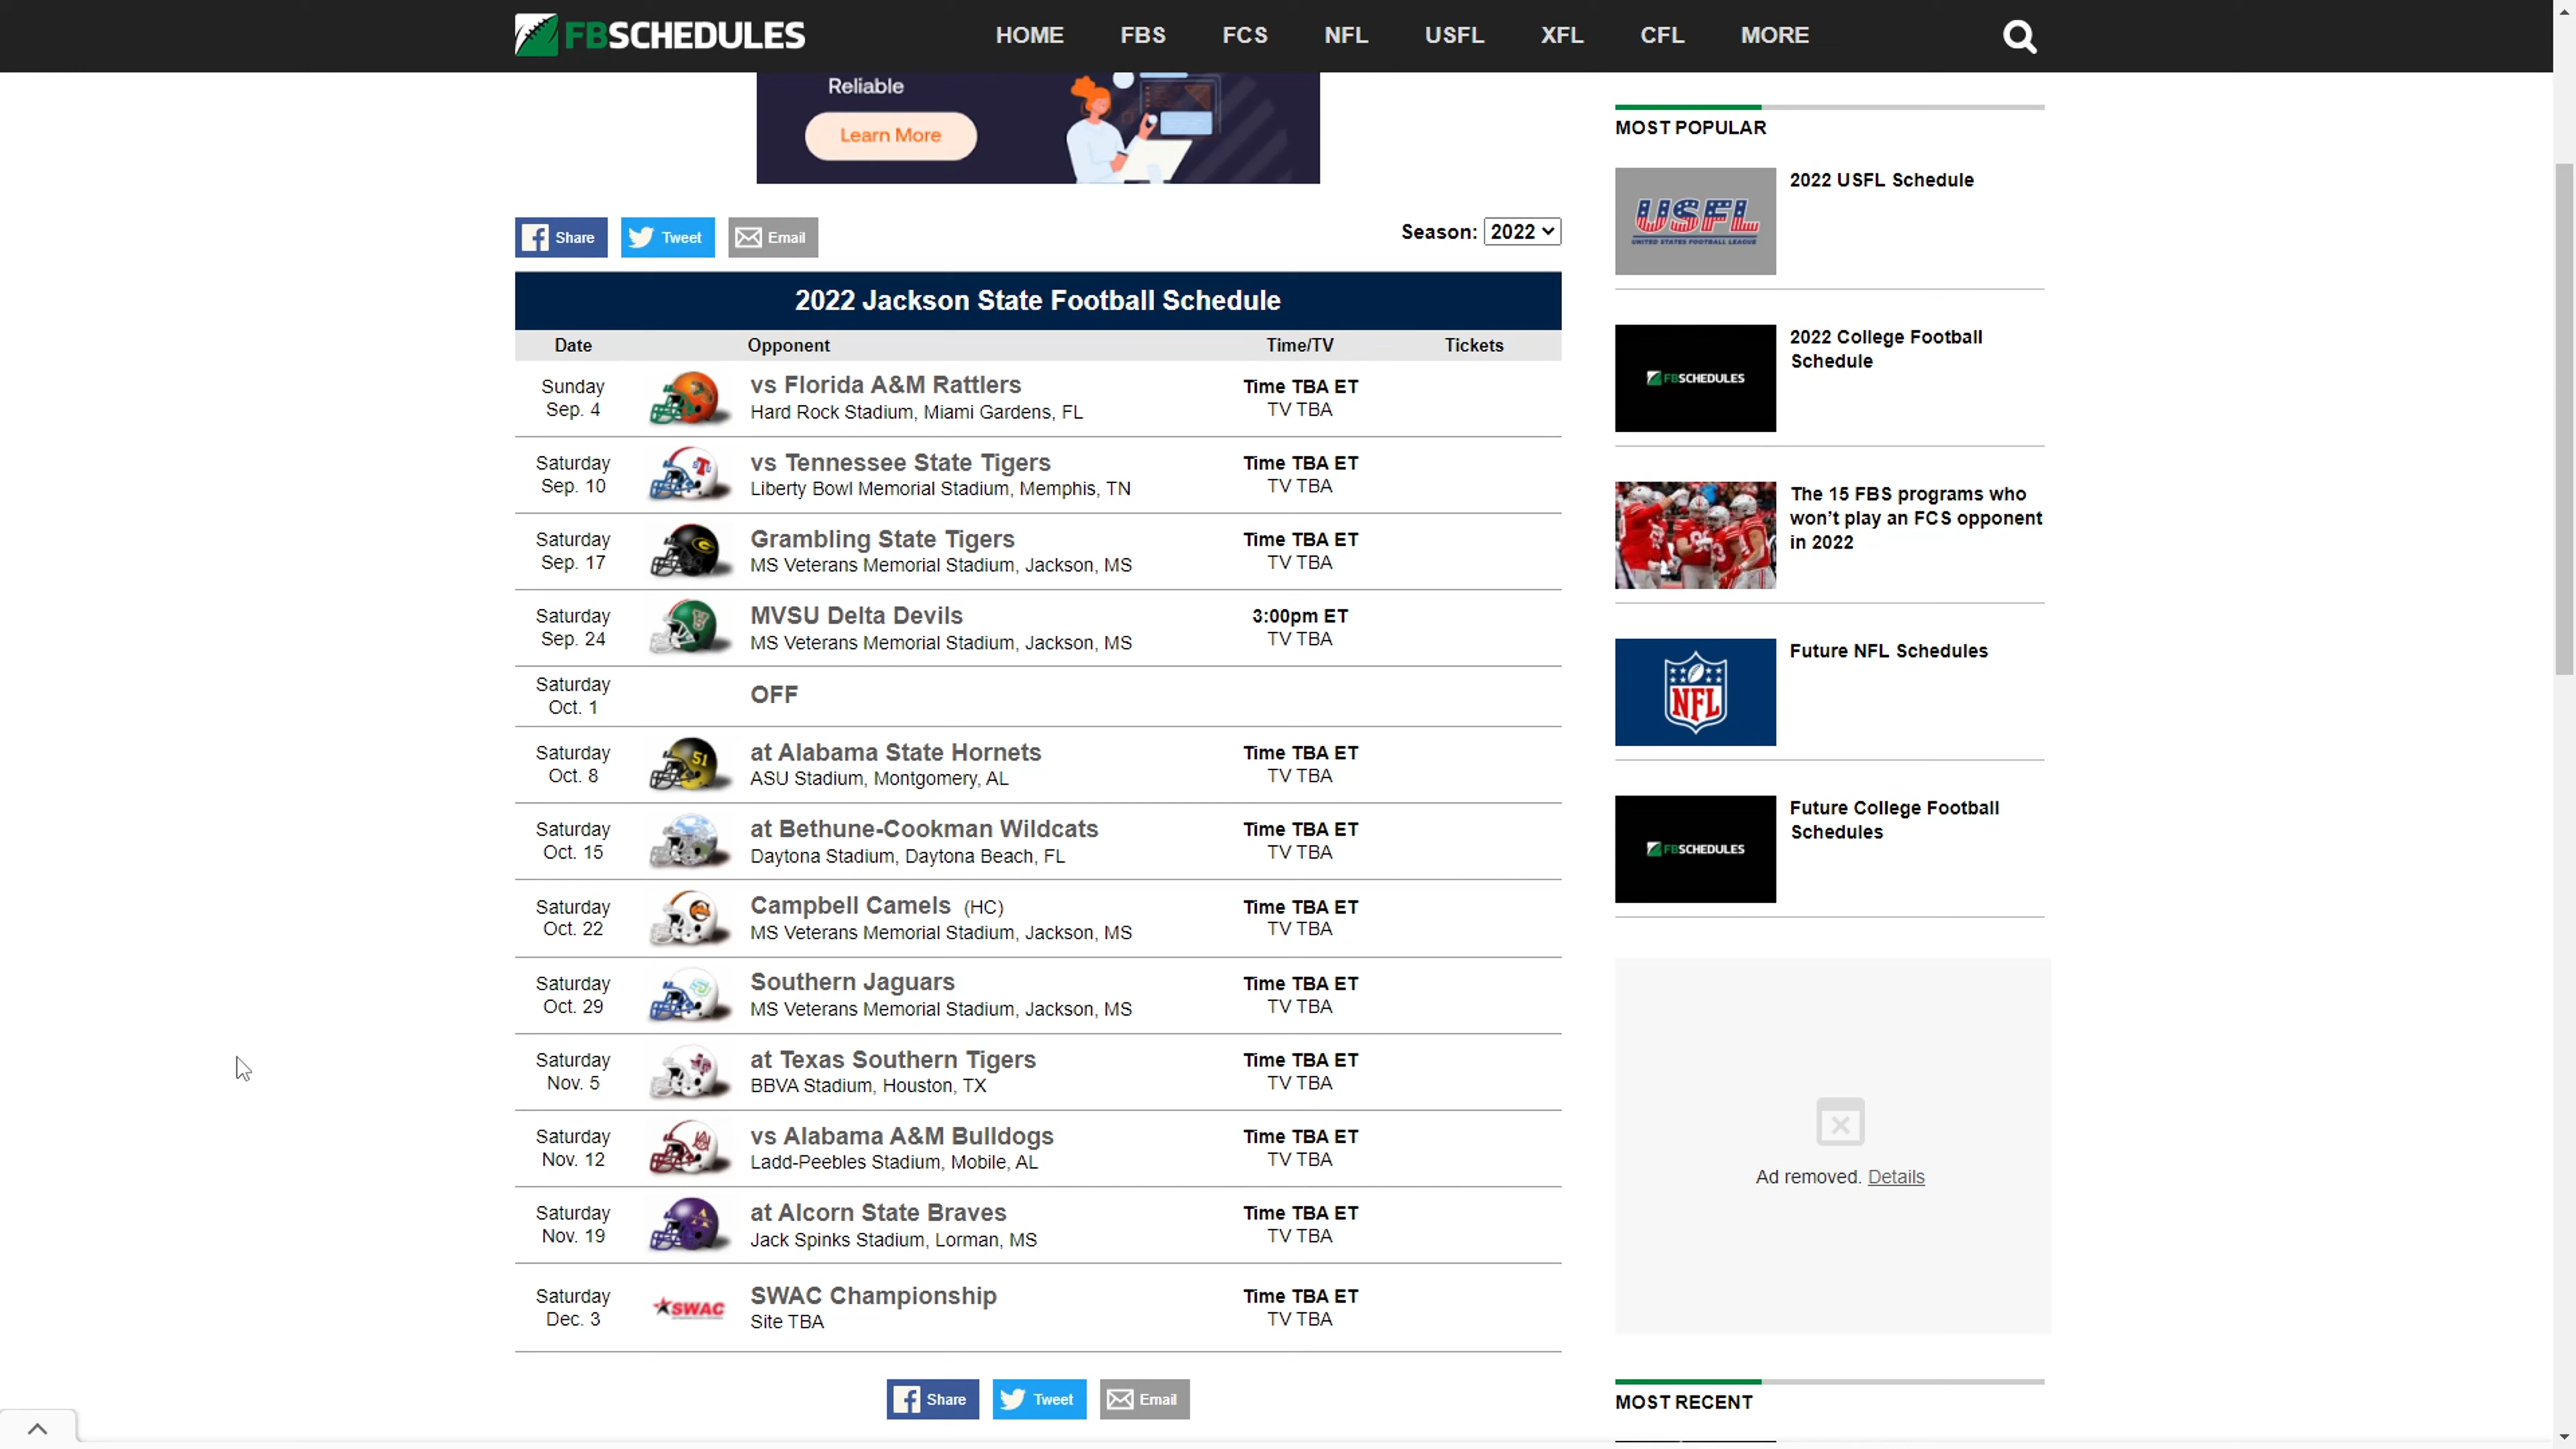 FBSCHEDULES
HOME FBS FCS NFL USFL XFL CFL MORE
Reliable
Learn More
Share Tweet Email
Season: 2022
2022 Jackson State Football Schedule
Date Opponent Time/TV Tickets
Sunday
Sep. 4
vs Florida A&M Rattlers
Hard Rock Stadium, Miami Gardens, FL
Time TBA ET
TV TBA
Saturday
Sep. 10
vs Tennessee State Tigers
Liberty Bowl Memorial Stadium, Memphis, TN
Time TBA ET
TV TBA
Saturday
Sep. 17
Grambling State Tigers
MS Veterans Memorial Stadium, Jackson, MS
Time TBA ET
TV TBA
Saturday
Sep. 24
MVSU Delta Devils
MS Veterans Memorial Stadium, Jackson, MS
3:00pm ET
TV TBA
Saturday
Oct. 1
OFF
Saturday
Oct. 8
51
at Alabama State Hornets
ASU Stadium, Montgomery, AL
Time TBA ET
TV TBA
Saturday
Oct. 15
at Bethune-Cookman Wildcats
Daytona Stadium, Daytona Beach, FL
Time TBA ET
TV TBA
Saturday
Oct. 22
Campbell Camels (HC)
MS Veterans Memorial Stadium, Jackson, MS
Time TBA ET
TV TBA
Saturday
Oct. 29
Southern Jaguars
MS Veterans Memorial Stadium, Jackson, MS
Time TBA ET
TV TBA
Saturday
Nov. 5
at Texas Southern Tigers
BBVA Stadium, Houston, TX
Time TBA ET
TV TBA
Saturday
Nov. 12
vs Alabama A&M Bulldogs
Ladd-Peebles Stadium, Mobile, AL
Time TBA ET
TV TBA
Saturday
Nov. 19
at Alcorn State Braves
Jack Spinks Stadium, Lorman, MS
Time TBA ET
TV TBA
Saturday
Dec. 3
SWAC
SWAC Championship
Site TBA
Time TBA ET
TV TBA
Share Tweet Email
MOST POPULAR
USFL
UNITED STATES FOOTBALL LEAGUE
2022 USFL Schedule
FBSCHEDULES
2022 College Football
Schedule
The 15 FBS programs who
won't play an FCS opponent
in 2022
NFL
Future NFL Schedules
FBSCHEDULES
Future College Football
Schedules
Ad removed. Details
MOST RECENT